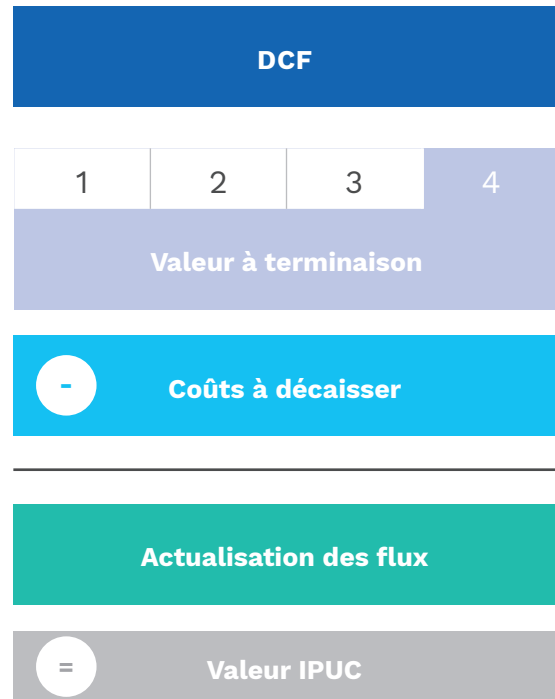 DCF
1 2 3 4
Valeur à terminaison
- Coûts à décaisser
Actualisation des flux
= Valeur IPUC